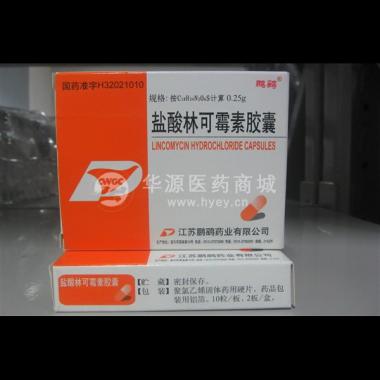 鹏鹞®
国药准字H32021010
规格: 按C₁₈H₃₄N₂O₆S计算 0.25g
盐酸林可霉素胶囊
LINCOMYCIN HYDROCHLORIDE CAPSULES
华源医药商城
www.hyey.cn
江苏鹏鹞药业有限公司
盐酸林可霉素胶囊
【贮 藏】密封保存。
【包 装】聚氯乙烯固体药用硬片，药品包
装用铝箔。10粒/板，2板/盒。